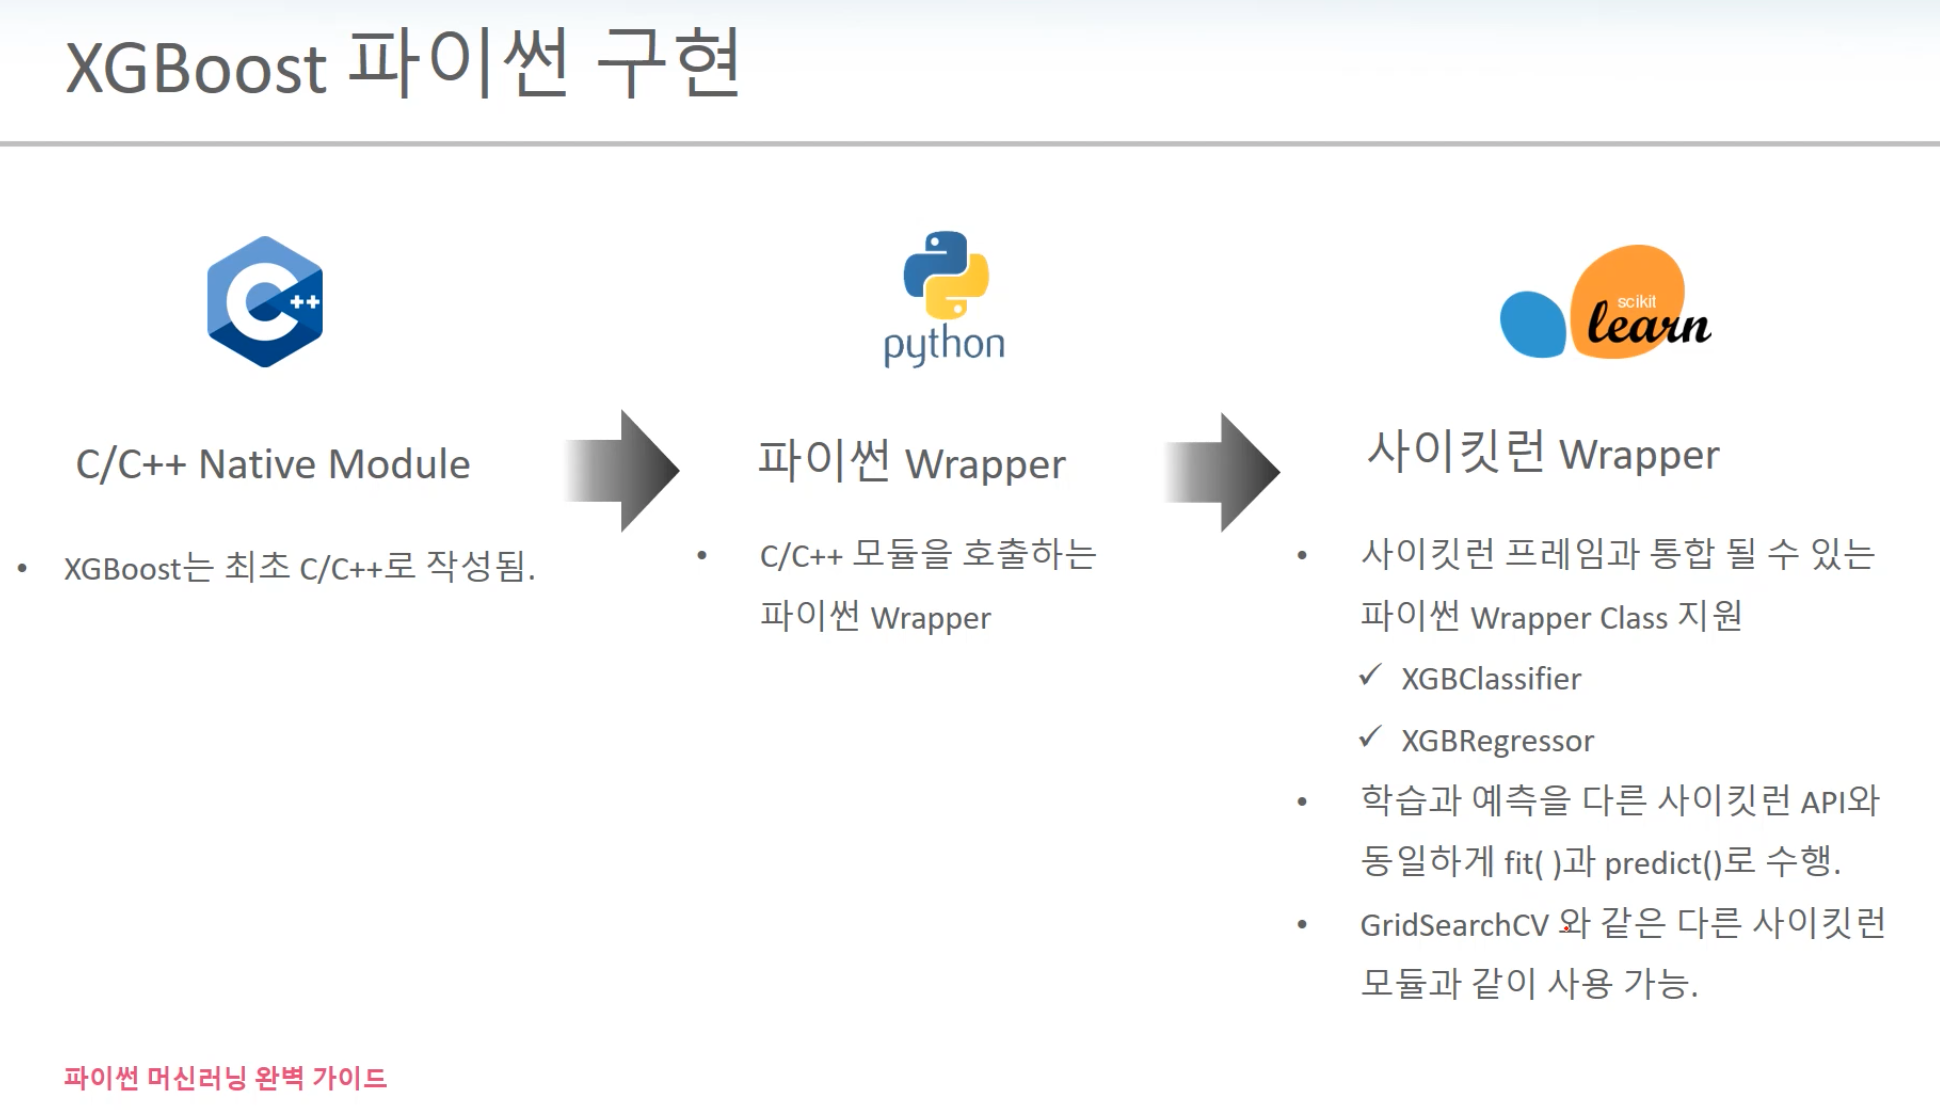 XGBoost 파이썬 구현
C++
python
scikit
learn
C/C++ Native Module
• XGBoost는 최초 C/C++로 작성됨.
파이썬 Wrapper
• C/C++ 모듈을 호출하는
파이썬 Wrapper
사이킷런 Wrapper
• 사이킷런 프레임과 통합 될 수 있는
파이썬 Wrapper Class 지원
✓ XGBClassifier
✓ XGBRegressor
• 학습과 예측을 다른 사이킷런 API와
동일하게 fit( )과 predict()로 수행.
• GridSearchCV 와 같은 다른 사이킷런
모듈과 같이 사용 가능.
파이썬 머신러닝 완벽 가이드